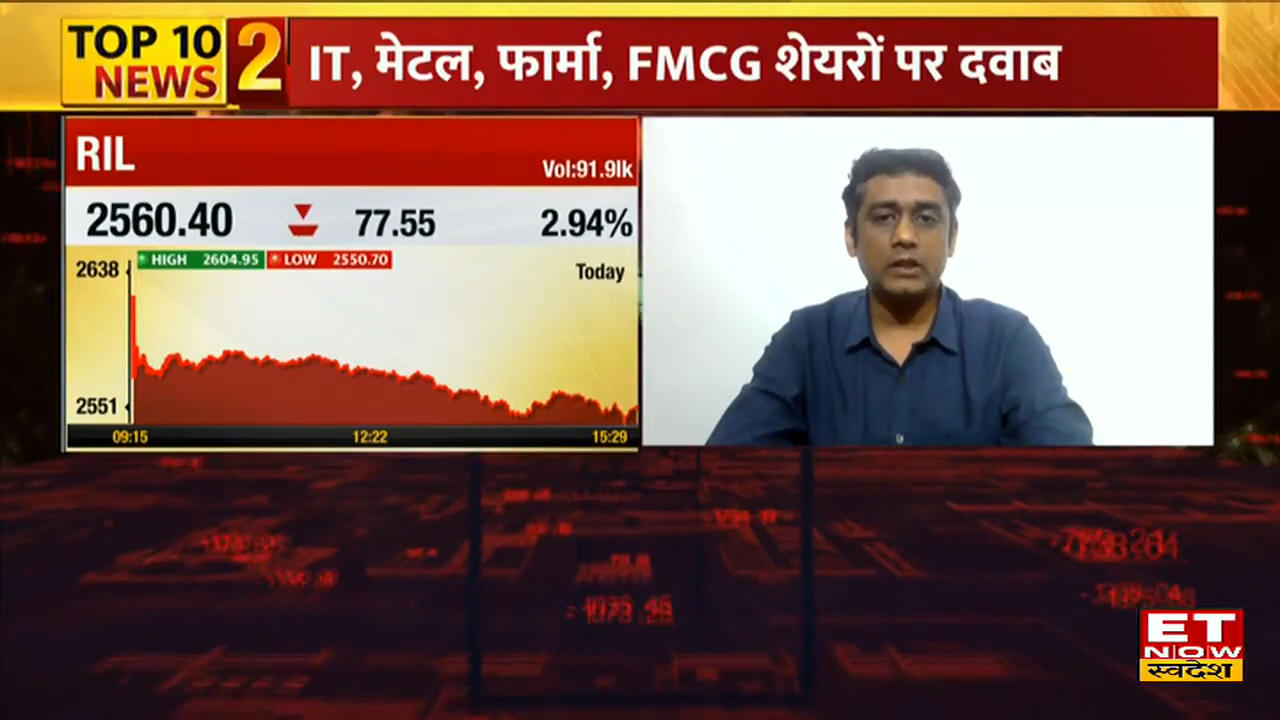 TOP 10
NEWS
2
IT, मेटल, फार्मा, FMCG शेयरों पर दवाब
RIL
Vol:91.9lk
2560.40 77.55 2.94%
HIGH 2604.95 LOW 2550.70
2638
Today
2551
09:15 12:22 15:29
ET
NOW
स्वदेश